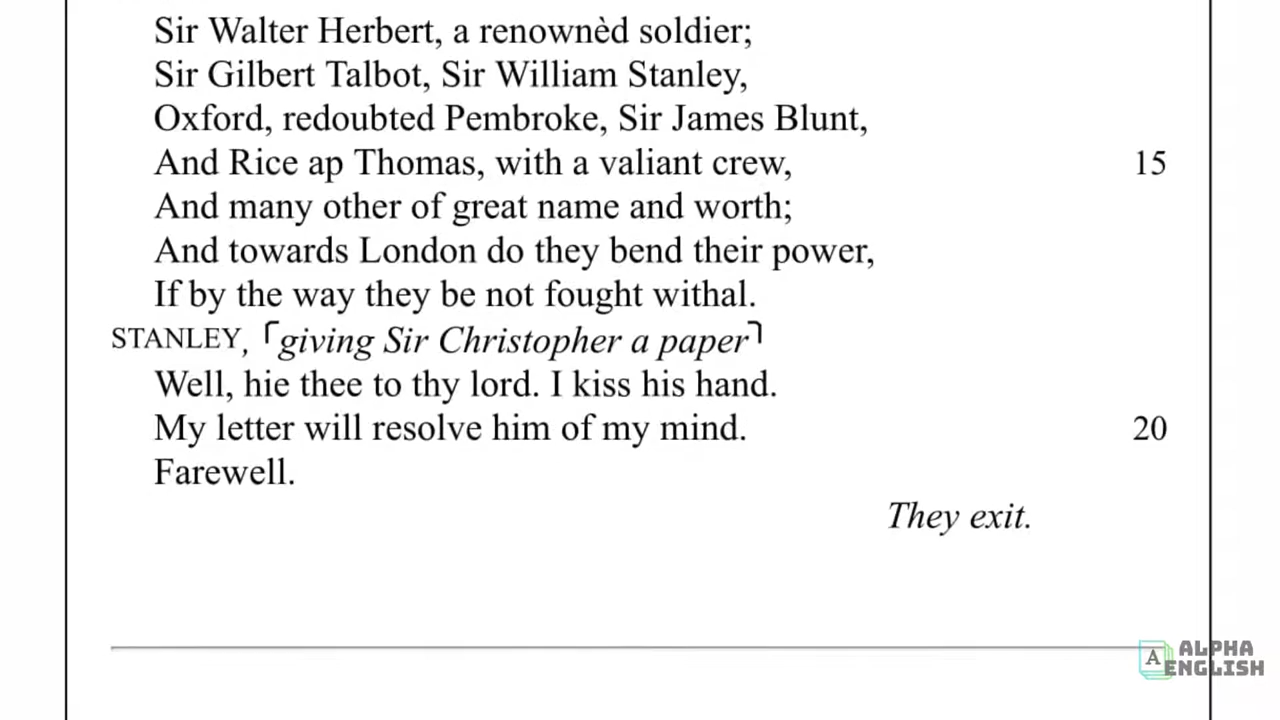 Sir Walter Herbert, a renownèd soldier;
Sir Gilbert Talbot, Sir William Stanley,
Oxford, redoubted Pembroke, Sir James Blunt,
And Rice ap Thomas, with a valiant crew, 15
And many other of great name and worth;
And towards London do they bend their power,
If by the way they be not fought withal.
STANLEY, ⌜giving Sir Christopher a paper⌝
Well, hie thee to thy lord. I kiss his hand.
My letter will resolve him of my mind. 20
Farewell.
They exit.
A ALPHA
ENGLISH